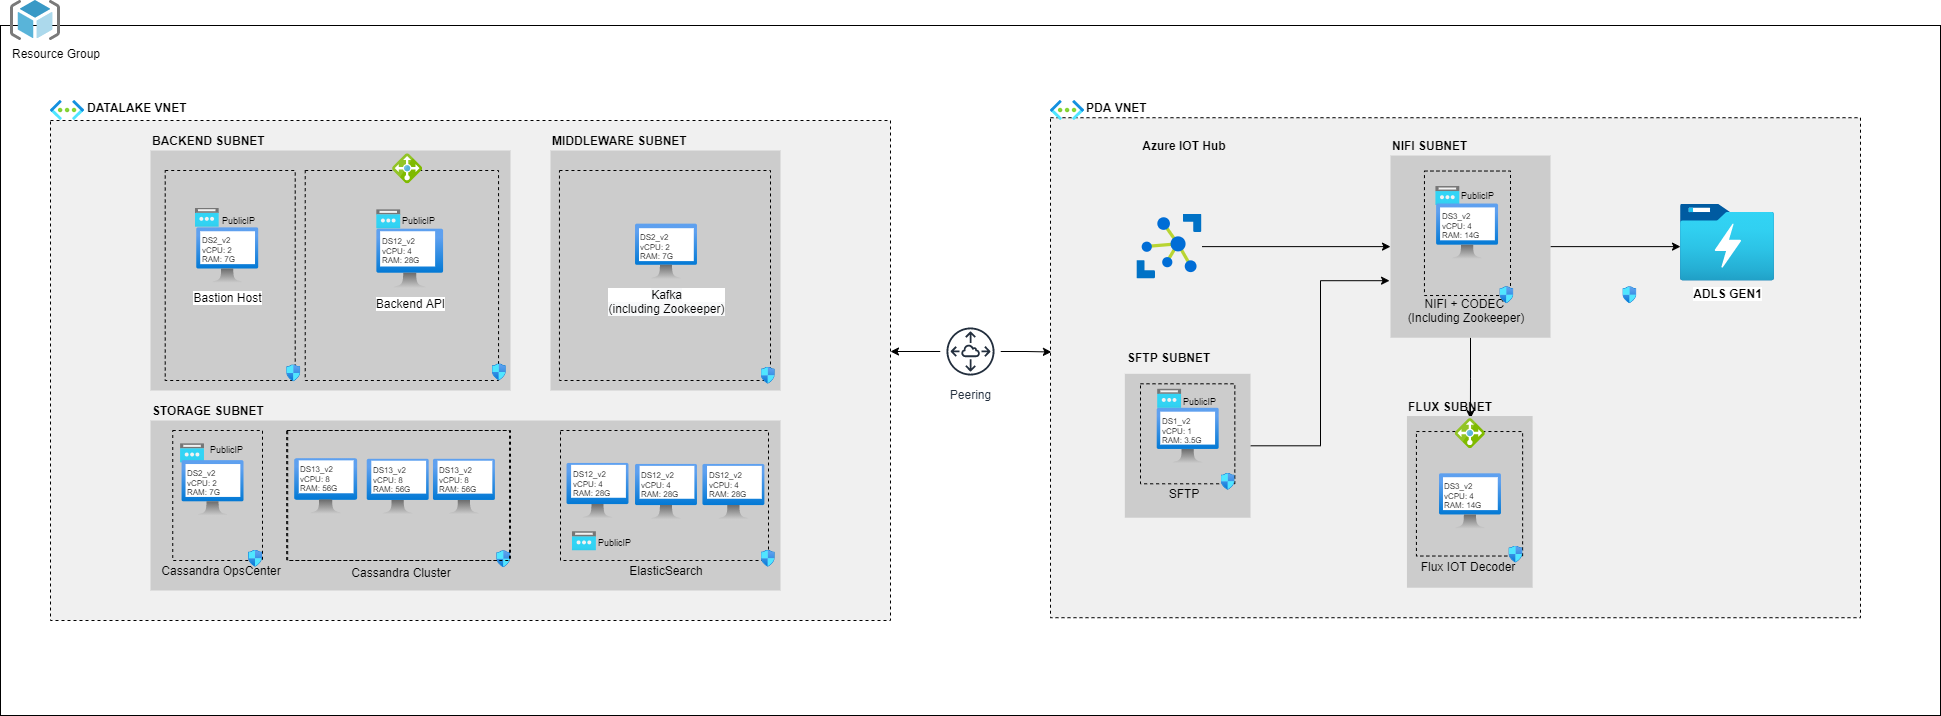 Resource Group
DATALAKE VNET
BACKEND SUBNET
PublicIP
DS2_v2
vCPU: 2
RAM: 7G
Bastion Host
PublicIP
DS12_v2
vCPU: 4
RAM: 28G
Backend API
MIDDLEWARE SUBNET
DS2_v2
vCPU: 2
RAM: 7G
Kafka
(including Zookeeper)
STORAGE SUBNET
PublicIP
DS2_v2
vCPU: 2
RAM: 7G
Cassandra OpsCenter
DS13_v2
vCPU: 8
RAM: 56G
DS13_v2
vCPU: 8
RAM: 56G
DS13_v2
vCPU: 8
RAM: 56G
Cassandra Cluster
DS12_v2
vCPU: 4
RAM: 28G
DS12_v2
vCPU: 4
RAM: 28G
DS12_v2
vCPU: 4
RAM: 28G
PublicIP
ElasticSearch
Peering
PDA VNET
Azure IOT Hub
NIFI SUBNET
PublicIP
DS3_v2
vCPU: 4
RAM: 14G
NIFI + CODEC
(Including Zookeeper)
ADLS GEN1
SFTP SUBNET
PublicIP
DS1_v2
vCPU: 1
RAM: 3.5G
SFTP
FLUX SUBNET
DS3_v2
vCPU: 4
RAM: 14G
Flux IOT Decoder